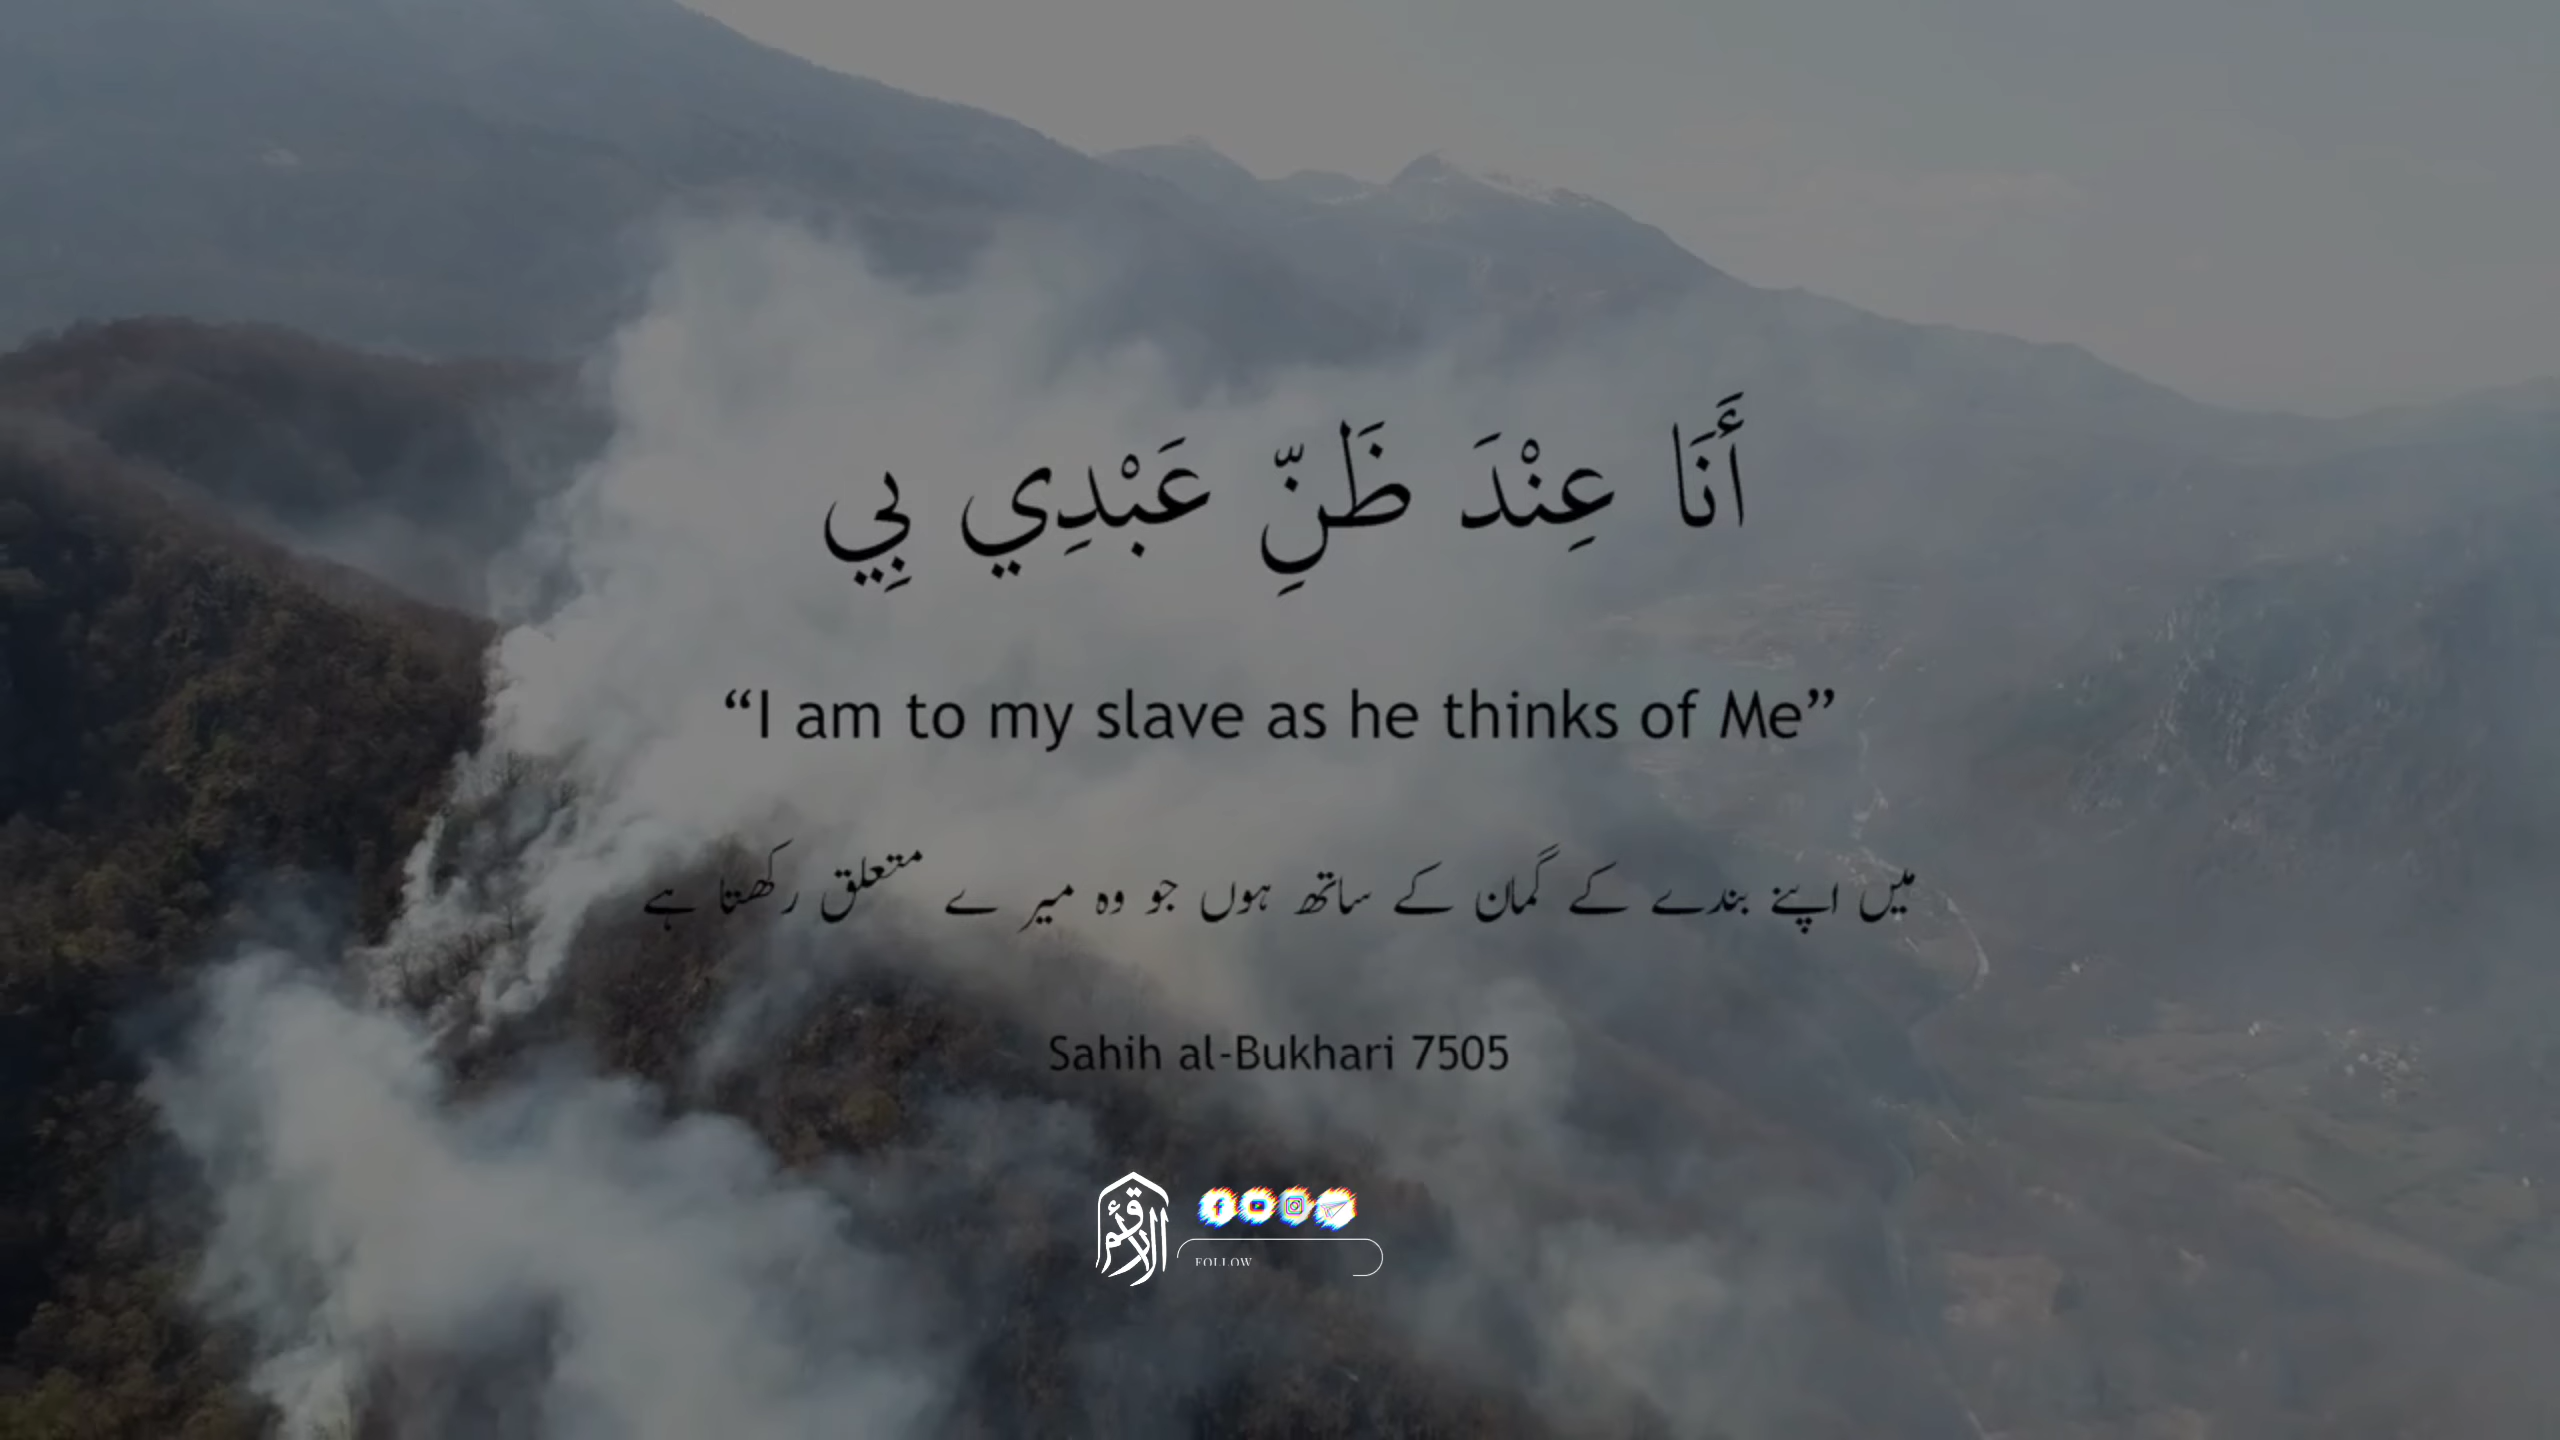 أَنَا عِنْدَ ظَنِّ عَبْدِي بِي
“I am to my slave as he thinks of Me”
میں اپنے بندے کے گمان کے ساتھ ہوں جو وہ میر ے متعلق رکھتا ہے
Sahih al-Bukhari 7505
FOLLOW